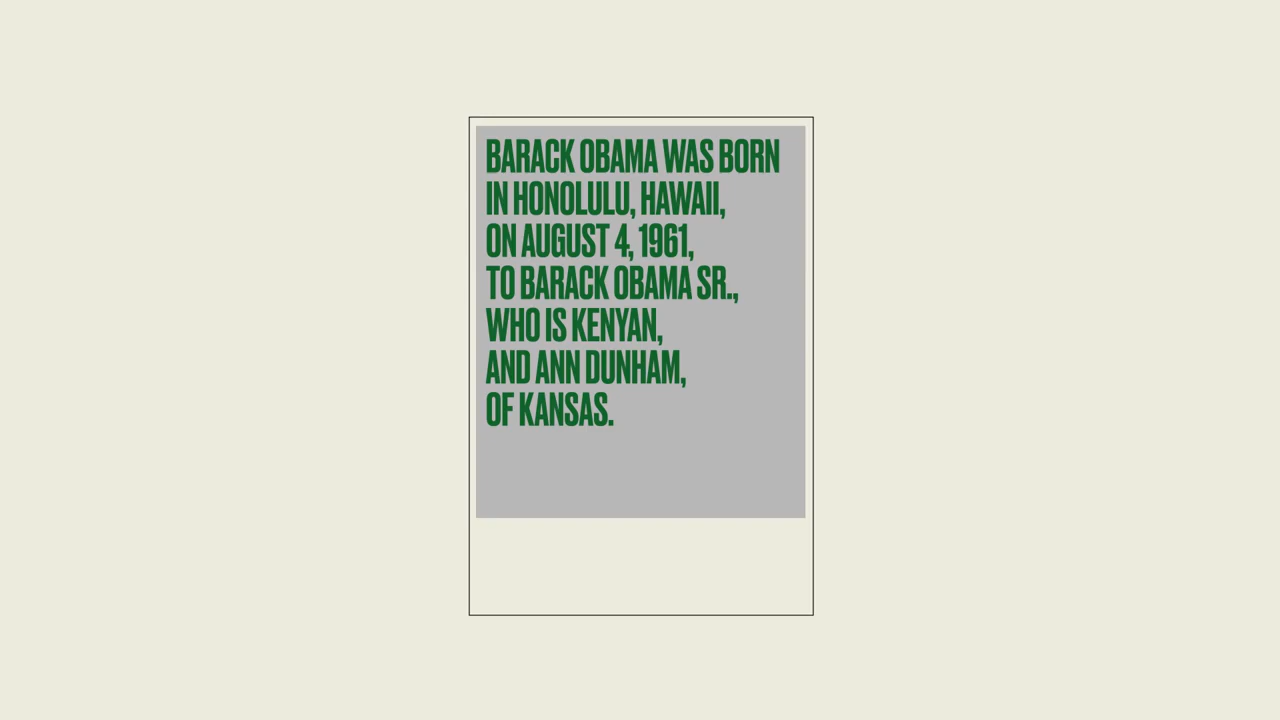 BARACK OBAMA WAS BORN
IN HONOLULU, HAWAII,
ON AUGUST 4, 1961,
TO BARACK OBAMA SR.,
WHO IS KENYAN,
AND ANN DUNHAM,
OF KANSAS.